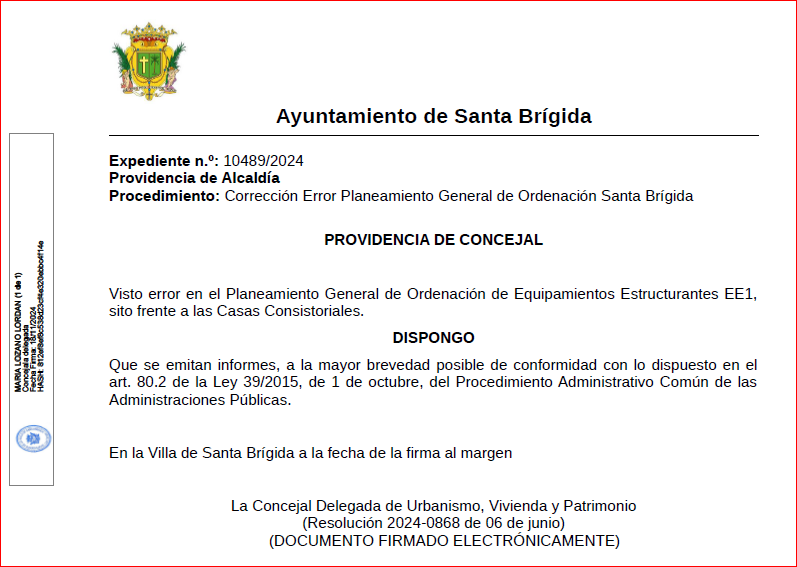 Ayuntamiento de Santa Brígida
Expediente n.º: 10489/2024
Providencia de Alcaldía
Procedimiento: Corrección Error Planeamiento General de Ordenación Santa Brígida
PROVIDENCIA DE CONCEJAL
Visto error en el Planeamiento General de Ordenación de Equipamientos Estructurantes EE1,
sito frente a las Casas Consistoriales.
DISPONGO
Que se emitan informes, a la mayor brevedad posible de conformidad con lo dispuesto en el
art. 80.2 de la Ley 39/2015, de 1 de octubre, del Procedimiento Administrativo Común de las
Administraciones Públicas.
En la Villa de Santa Brígida a la fecha de la firma al margen
La Concejal Delegada de Urbanismo, Vivienda y Patrimonio
(Resolución 2024-0868 de 06 de junio)
(DOCUMENTO FIRMADO ELECTRÓNICAMENTE)
MARIA LOZANO LORDAN (1 de 1)
Concejala delegada
Fecha Firma: 18/11/2024
HASH: